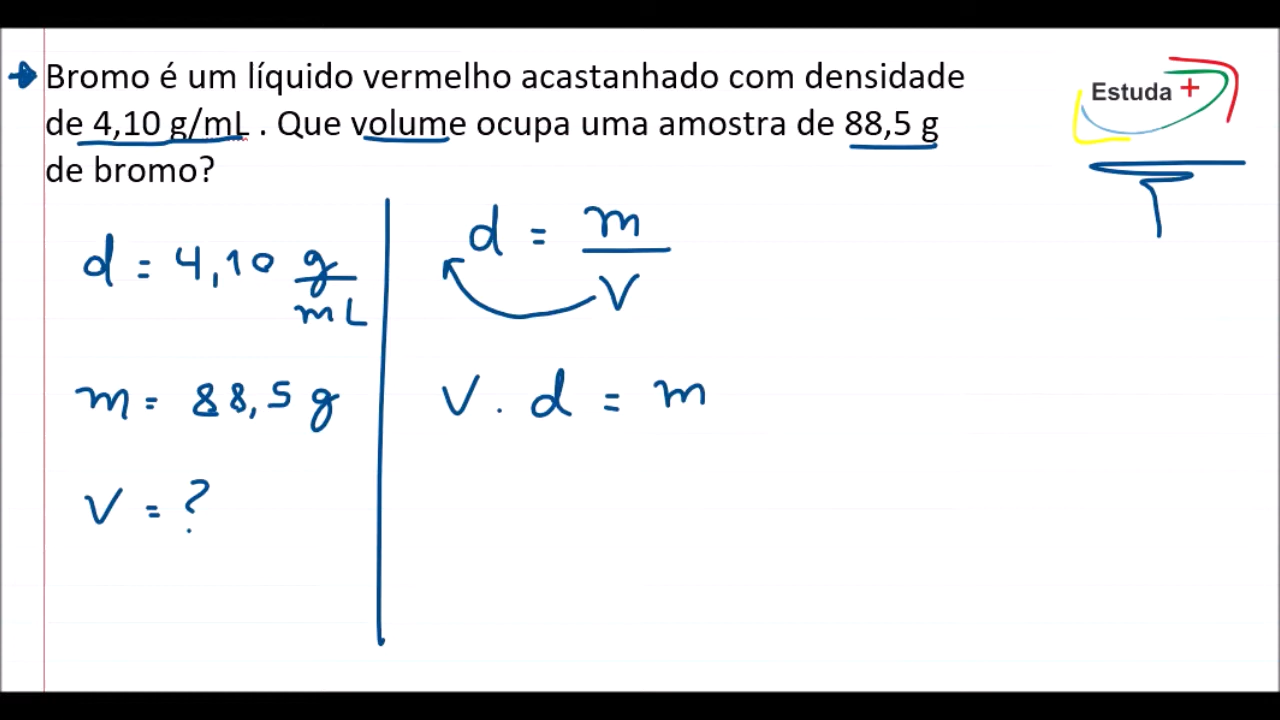 Bromo é um líquido vermelho acastanhado com densidade
de 4,10 g/mL . Que volume ocupa uma amostra de 88,5 g
de bromo?
Estuda +
d = 4,10 g/mL
d = m/V
m = 88,5 g
V . d = m
V = ?